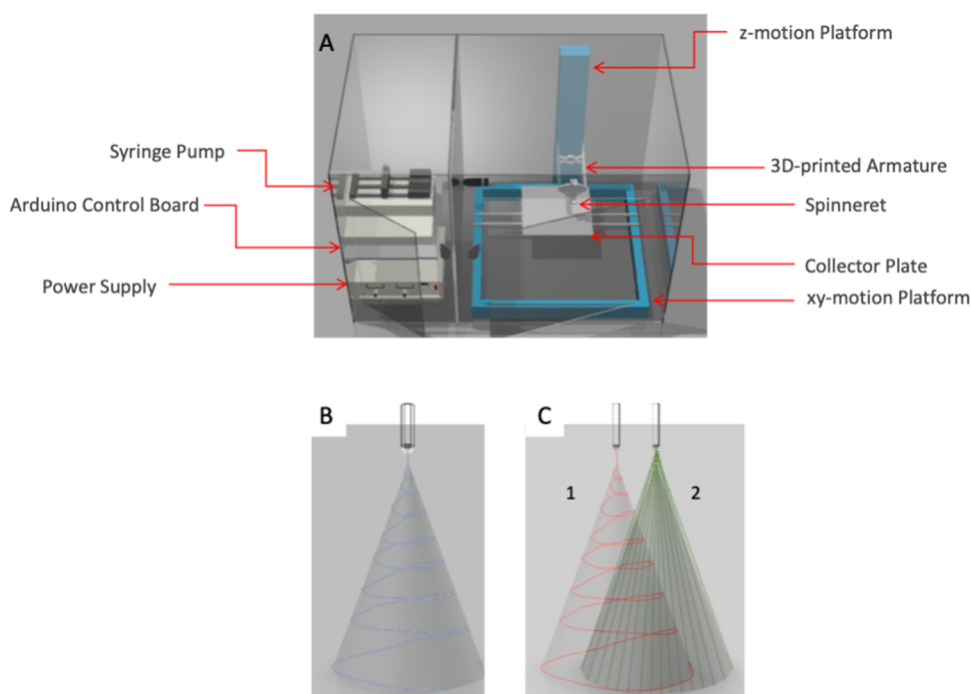 A
z-motion Platform
Syringe Pump
3D-printed Armature
Arduino Control Board
Spinneret
Collector Plate
Power Supply
xy-motion Platform
B
C
1
2